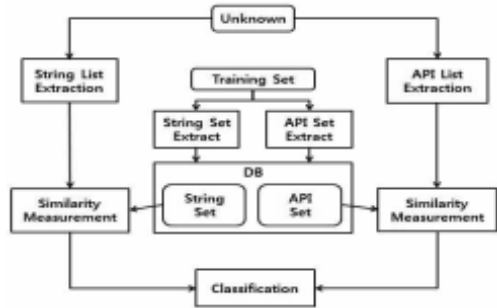 Unknown
String List
Extraction
Training Set
API List
Extraction
String Set
Extract
API Set
Extract
DB
Similarity
Measurement
String
Set
API
Set
Similarity
Measurement
Classification